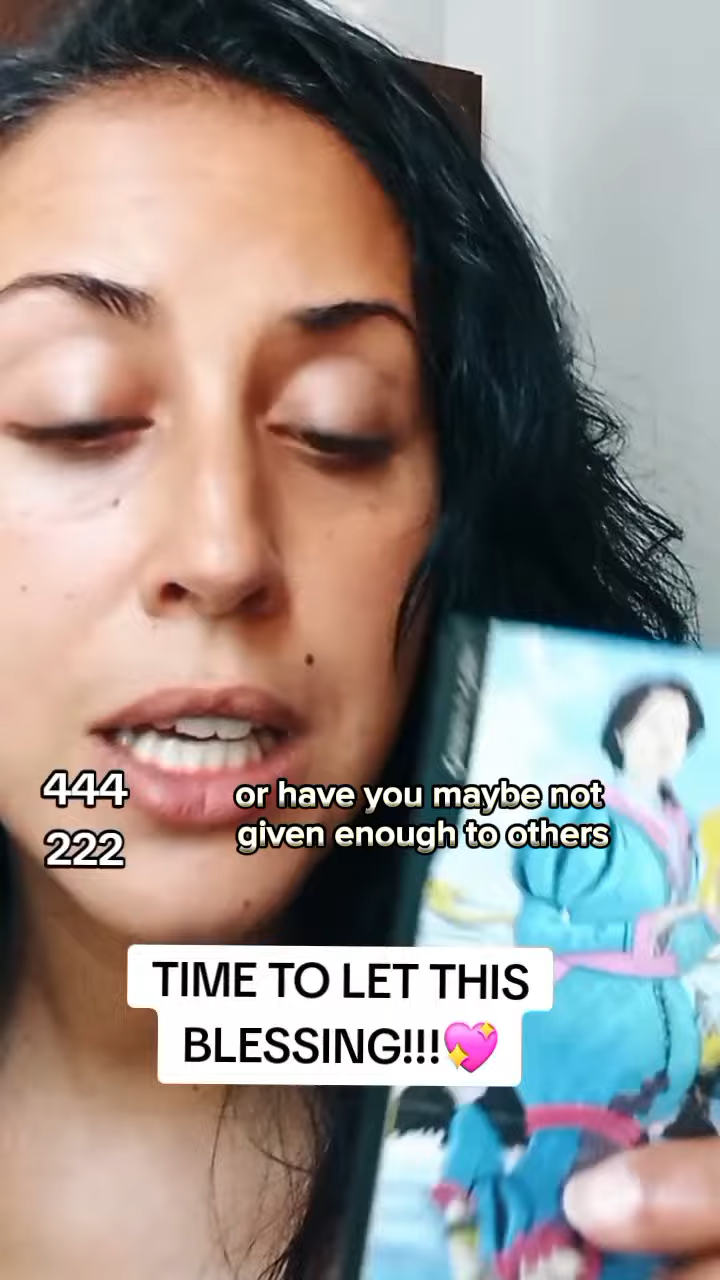 444
222
or have you maybe not
given enough to others
TIME TO LET THIS
BLESSING!!!💖